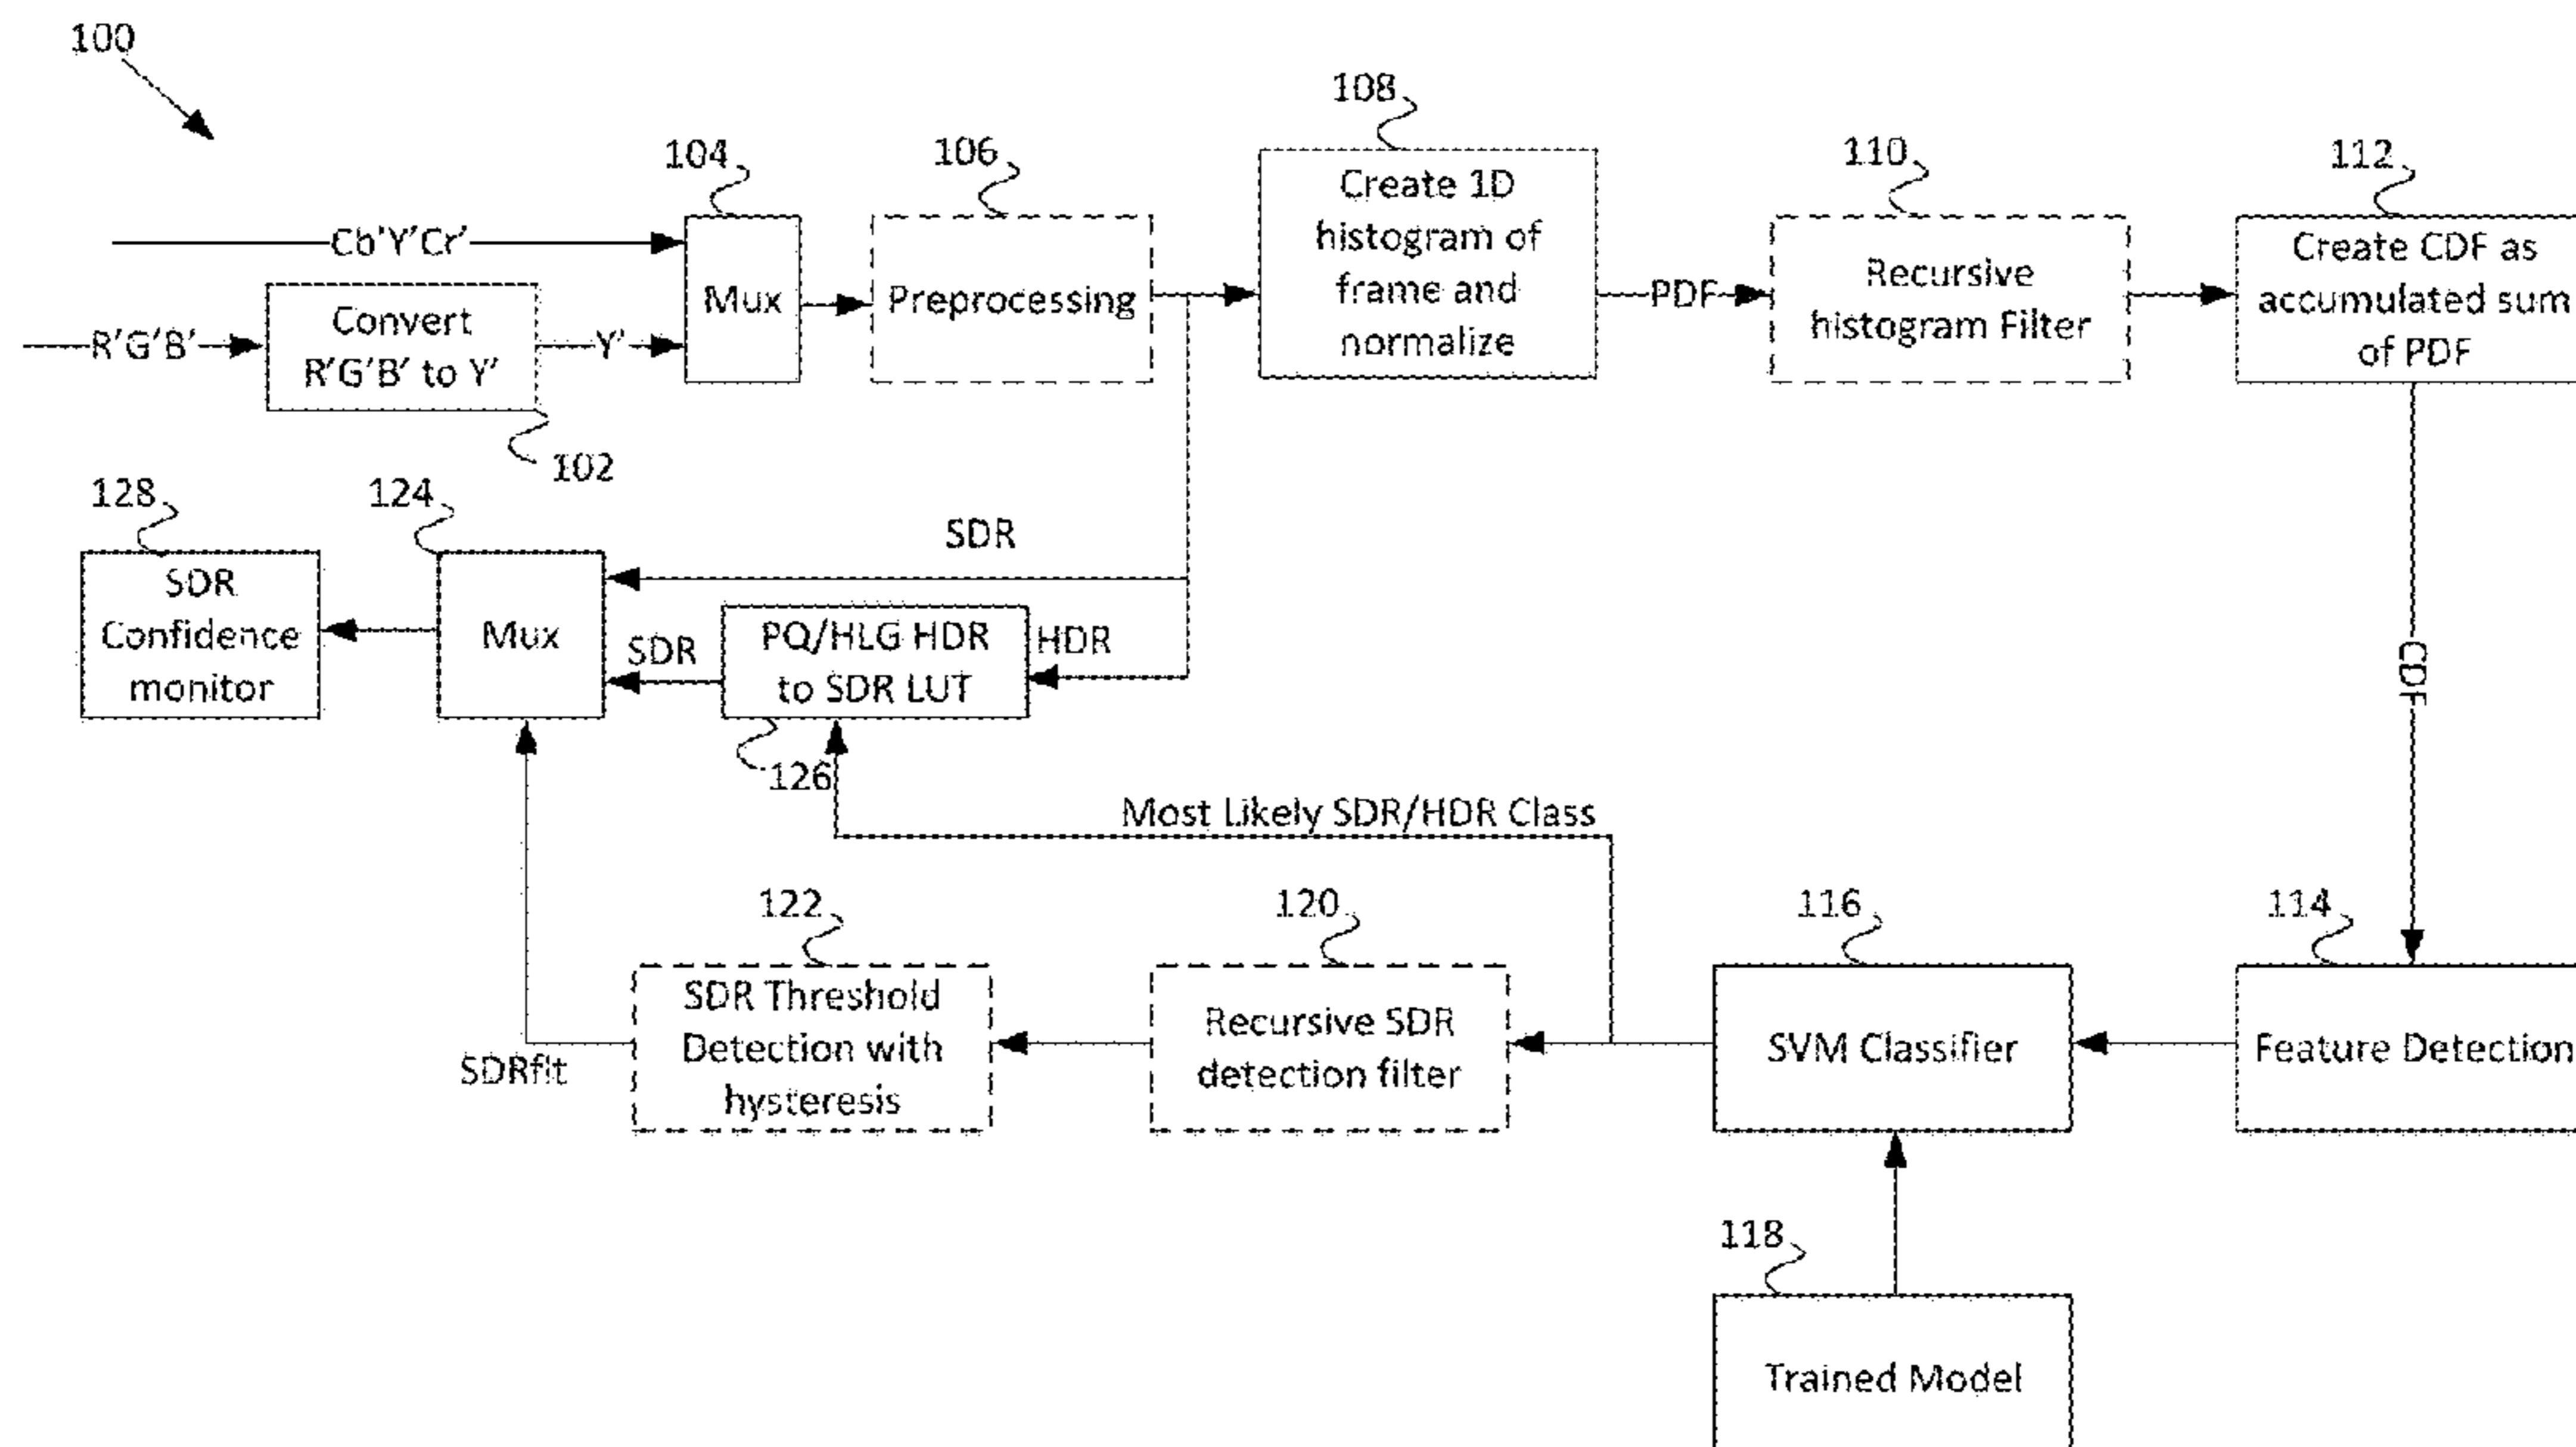 100
108
104
106
110
112
Cb'Y'Cr'
R'G'B'
Convert
R'G'B' to Y'
Y'
102
Mux
Preprocessing
Create 1D
histogram of
frame and
normalize
PDF
Recursive
histogram Filter
Create CDF as
accumulated sum
of PDF
128
124
SDR
SDR
Confidence
monitor
Mux
SDR
PQ/HLG HDR
to SDR LUT
HDR
126
CDF
Most Likely SDR/HDR Class
122
120
116
114
SDRflt
SDR Threshold
Detection with
hysteresis
Recursive SDR
detection filter
SVM Classifier
Feature Detection
118
Trained Model